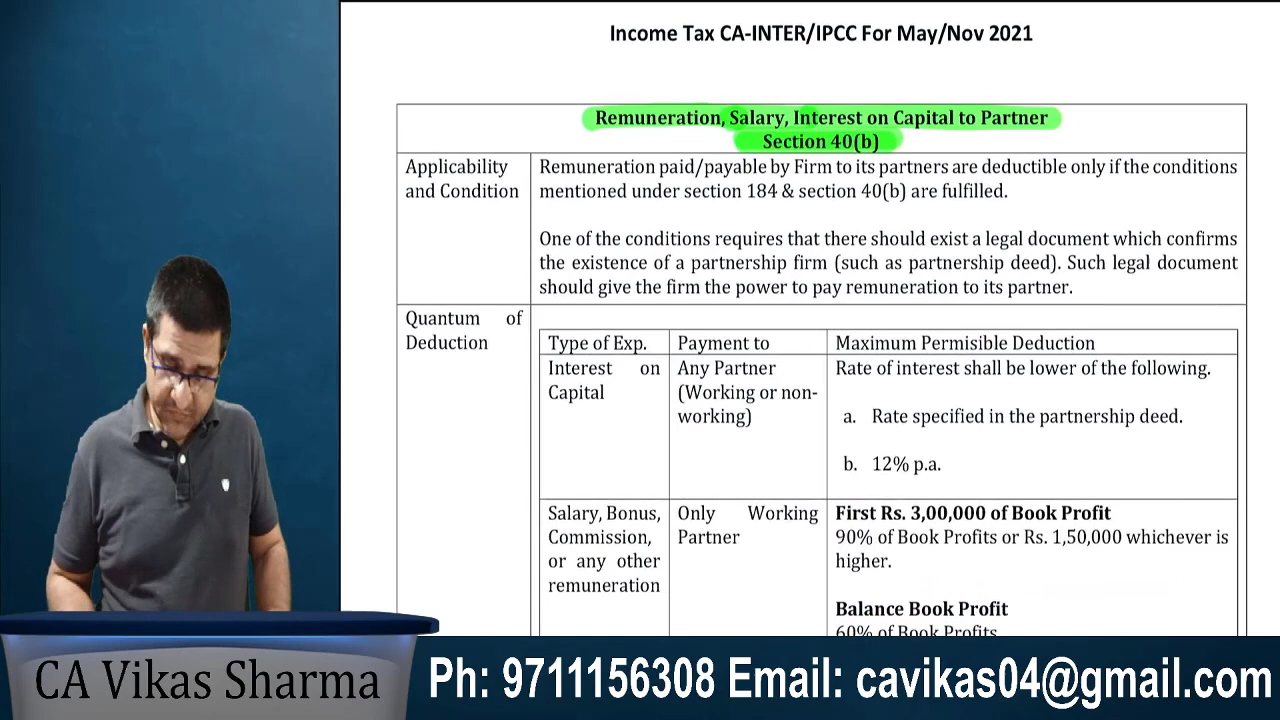 Income Tax CA-INTER/IPCC For May/Nov 2021
Remuneration, Salary, Interest on Capital to Partner
Section 40(b)
Applicability and Condition
Remuneration paid/payable by Firm to its partners are deductible only if the conditions
mentioned under section 184 & section 40(b) are fulfilled.
One of the conditions requires that there should exist a legal document which confirms
the existence of a partnership firm (such as partnership deed). Such legal document
should give the firm the power to pay remuneration to its partner.
Quantum of
Deduction
Type of Exp.
Payment to
Maximum Permisible Deduction
Interest on
Capital
Any Partner
(Working or non-
working)
Rate of interest shall be lower of the following.
a. Rate specified in the partnership deed.
b. 12% p.a.
Salary, Bonus,
Commission,
or any other
remuneration
Only Working
Partner
First Rs. 3,00,000 of Book Profit
90% of Book Profits or Rs. 1,50,000 whichever is
higher.
Balance Book Profit
60% of Book Profits
CA Vikas Sharma
Ph: 9711156308 Email: cavikas04@gmail.com